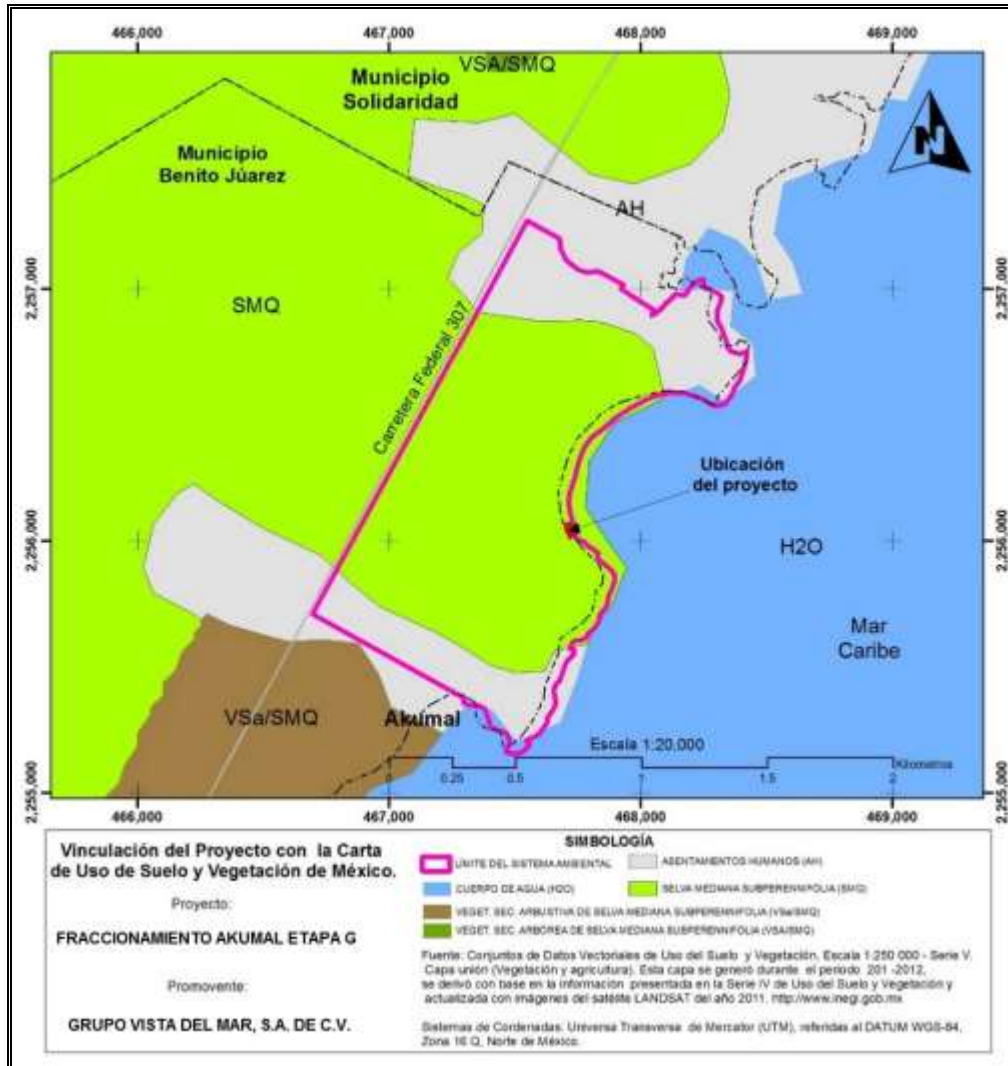 466,000 467,000 468,000 469,000
VSA/SMQ
Municipio
Solidaridad
Municipio
Benito Júarez
AH
2,257,000 2,257,000
SMQ
Carretera Federal 307
Ubicación
del proyecto
2,256,000 2,256,000
H2O
Mar
Caribe
VSa/SMQ
Akumal
Escala 1:20,000
Kilometros
0 0.25 0.5 1 1.5 2
2,255,000 2,255,000
466,000 467,000 468,000 469,000
Vinculación del Proyecto con la Carta
de Uso de Suelo y Vegetación de México.
Proyecto:
FRACCIONAMIENTO AKUMAL ETAPA G
Promovente:
GRUPO VISTA DEL MAR, S.A. DE C.V.
SIMBOLOGÍA
LÍMITE DEL SISTEMA AMBIENTAL
ASENTAMIENTOS HUMANOS (AH)
CUERPO DE AGUA (H2O)
SELVA MEDIANA SUBPERENNIFOLIA (SMQ)
VEGET. SEC. ARBUSTIVA DE SELVA MEDIANA SUBPERENNIFOLIA (VSa/SMQ)
VEGET. SEC. ARBOREA DE SELVA MEDIANA SUBPERENNIFOLIA (VSA/SMQ)
Fuente: Conjuntos de Datos Vectoriales de Uso del Suelo y Vegetación, Escala 1:250 000 - Serie V.
Capa unión (Vegetación y agricultura). Esta capa se generó durante el periodo 201 -2012,
se derivó con base en la información presentada en la Serie IV de Uso del Suelo y Vegetación y
actualizada con imágenes del satélite LANDSAT del año 2011. http://www.inegi.gob.mx
Sistemas de Cordenadas: Universa Transversa de Mercator (UTM), referidas al DATUM WGS-84,
Zona 16 Q, Norte de México.
N